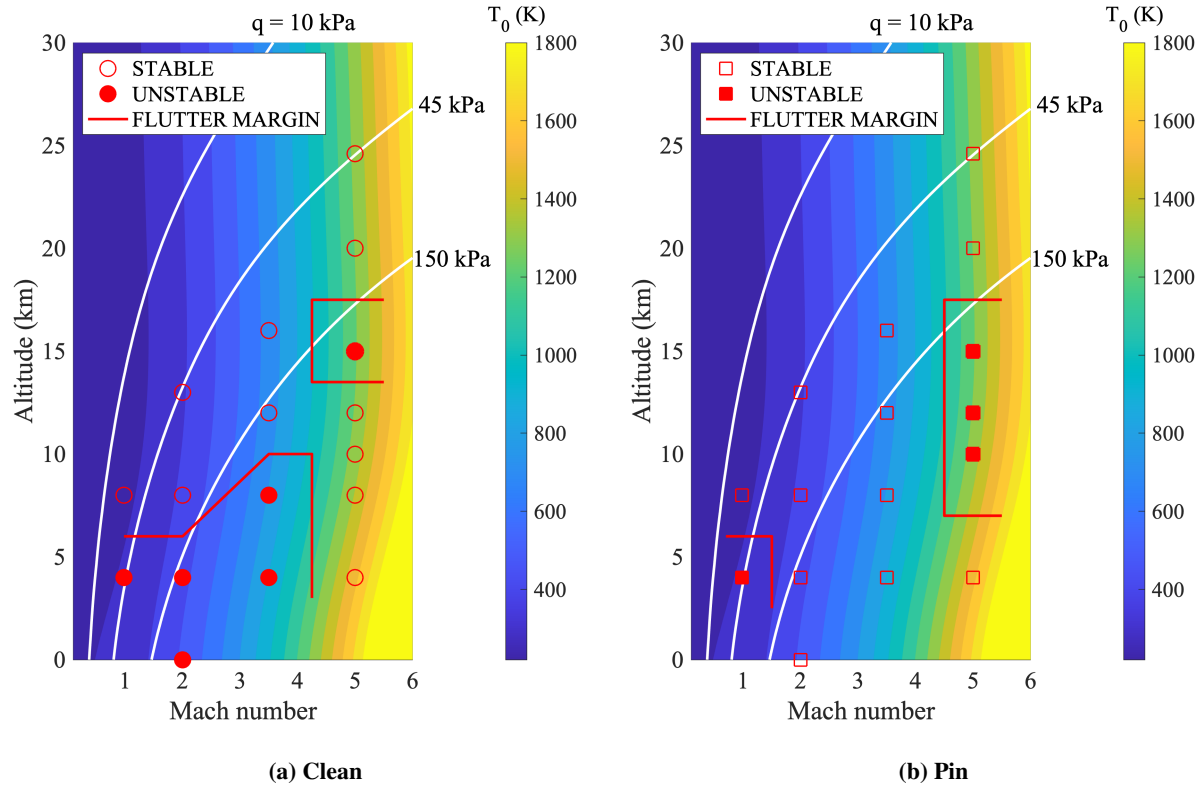 q = 10 kPa
T0 (K)
STABLE
UNSTABLE
FLUTTER MARGIN
45 kPa
150 kPa
Altitude (km)
30
25
20
15
10
5
0
1 2 3 4 5 6
Mach number
1800
1600
1400
1200
1000
800
600
400
(a) Clean
q = 10 kPa
T0 (K)
STABLE
UNSTABLE
FLUTTER MARGIN
45 kPa
150 kPa
Altitude (km)
30
25
20
15
10
5
0
1 2 3 4 5 6
Mach number
1800
1600
1400
1200
1000
800
600
400
(b) Pin